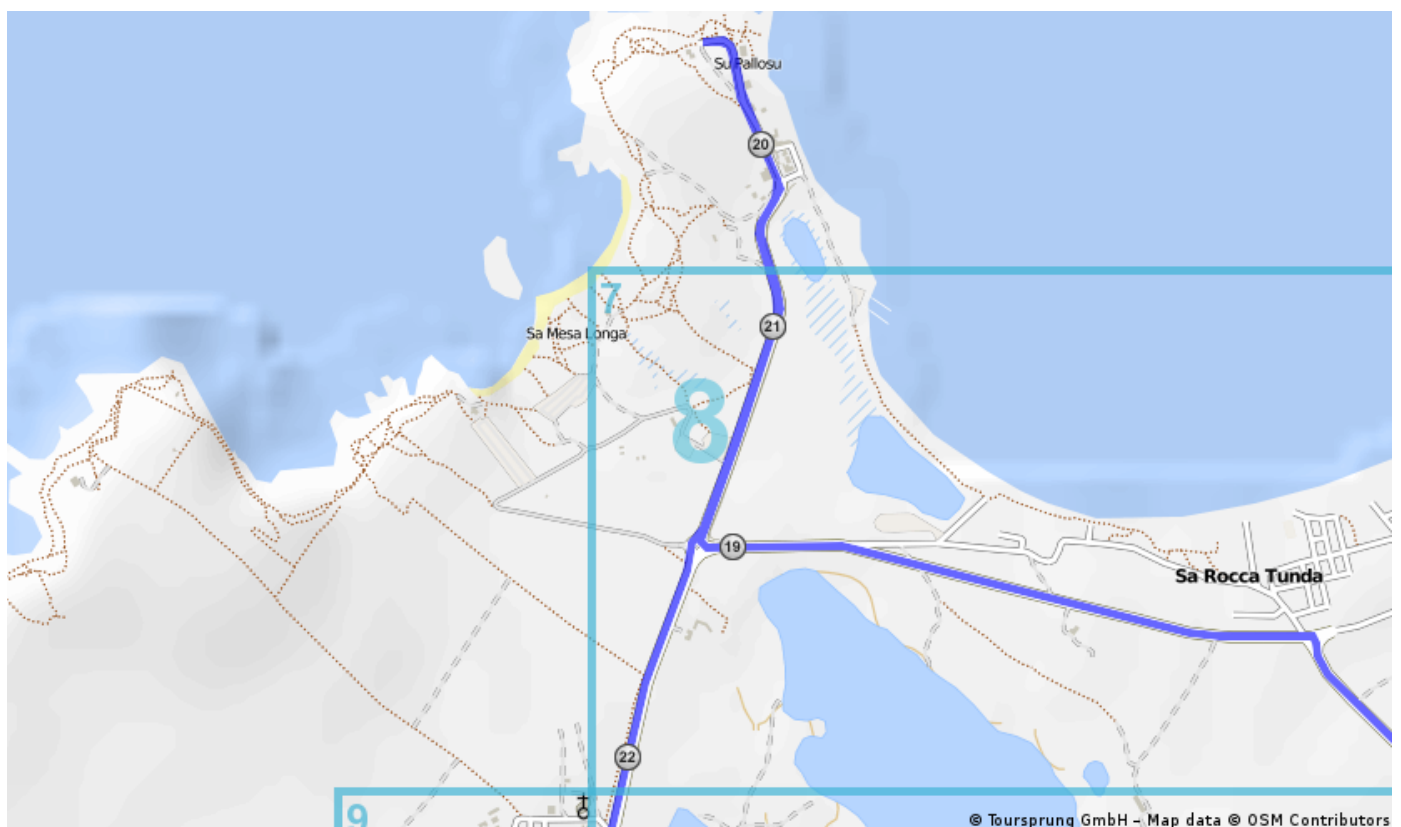 Su Pallosu
20
7
21
Sa Mesa Longa
8
19
Sa Rocca Tunda
22
9
© Toursprung GmbH – Map data © OSM Contributors